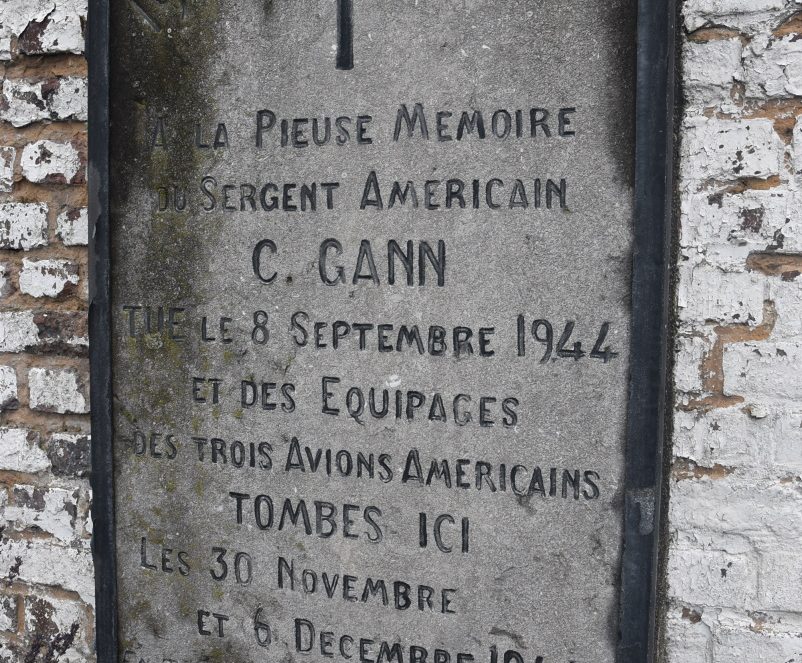 A LA PIEUSE MEMOIRE
DU SERGENT AMÉRICAIN
C. GANN
TUE LE 8 SEPTEMBRE 1944
ET DES EQUIPAGES
DES TROIS AVIONS AMERICAINS
TOMBES ICI
LES 30 NOVEMBRE
ET 6 DECEMBRE